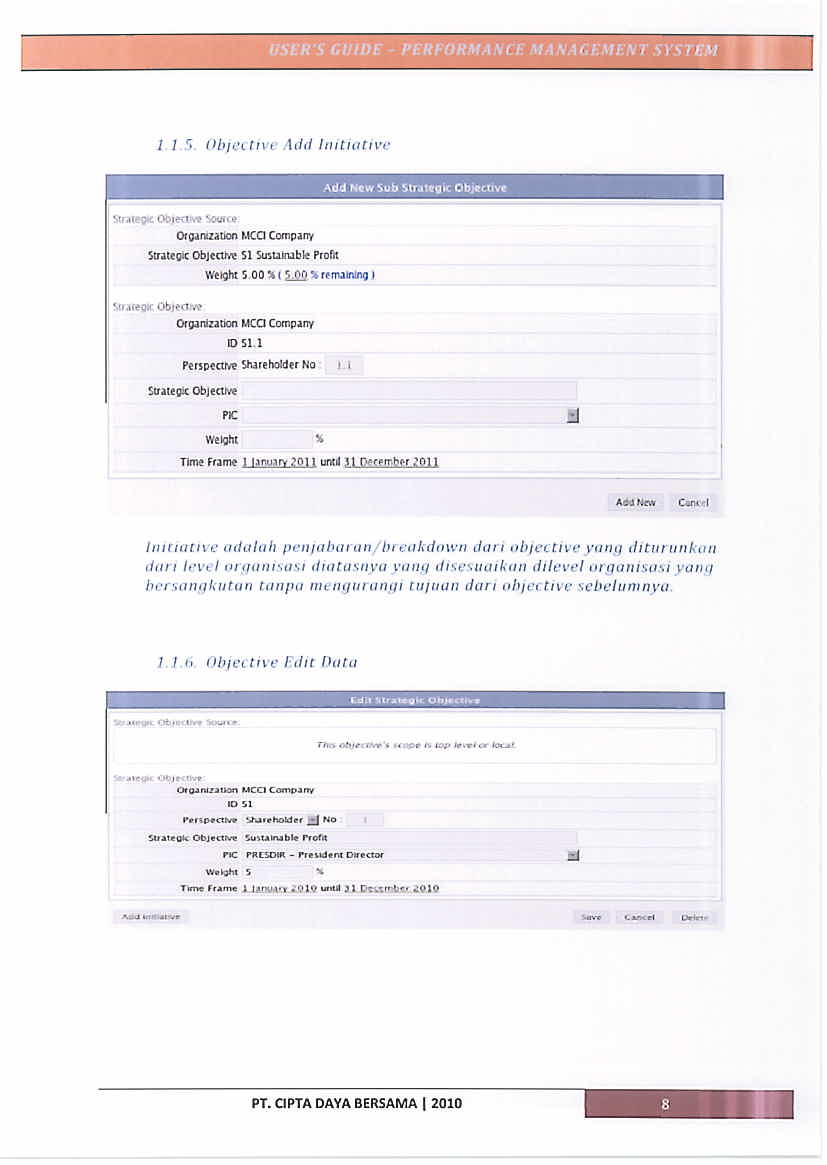 USER'S GUIDE – PERFORMANCE MANAGEMENT SYSTEM
1.1.5. Objective Add Initiative
Add New Sub Strategic Objective
Strategic Objective Source:
Organization MCCI Company
Strategic Objective S1 Sustainable Profit
Weight 5.00 % ( 5.00 % remaining )
Strategic Objective:
Organization MCCI Company
ID S1.1
Perspective Shareholder No : 1.1
Strategic Objective
PIC
Weight %
Time Frame 1 January 2011 until 31 December 2011
Add New Cancel
Initiative adalah penjabaran/breakdown dari objective yang diturunkan
dari level organisasi diatasnya yang disesuaikan dilevel organisasi yang
bersangkutan tanpa mengurangi tujuan dari objective sebelumnya.
1.1.6. Objective Edit Data
Edit Strategic Objective
Strategic Objective Source:
This objective's scope is top level or local.
Strategic Objective:
Organization MCCI Company
ID S1
Perspective Shareholder No : 1
Strategic Objective Sustainable Profit
PIC PRESDIR - President Director
Weight 5 %
Time Frame 1 January 2010 until 31 December 2010
Add Initiative Save Cancel Delete
PT. CIPTA DAYA BERSAMA | 2010 8